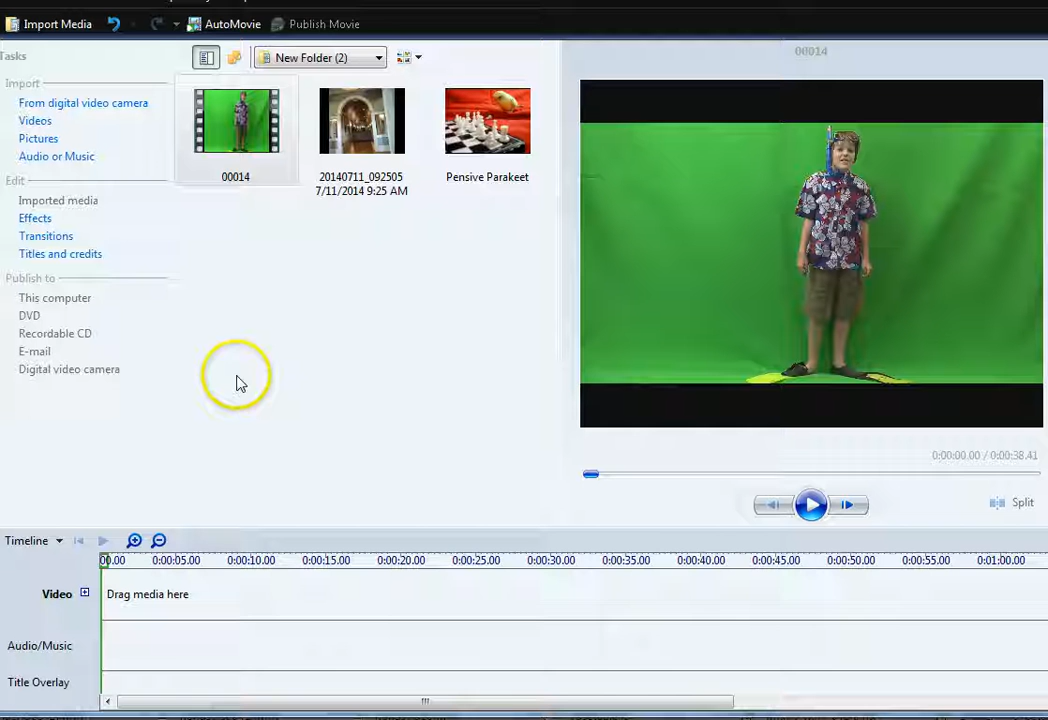 Import Media AutoMovie Publish Movie
Tasks
New Folder (2)
00014
Import
From digital video camera
Videos
Pictures
Audio or Music
00014
20140711_092505
7/11/2014 9:25 AM
Pensive Parakeet
Edit
Imported media
Effects
Transitions
Titles and credits
Publish to
This computer
DVD
Recordable CD
E-mail
Digital video camera
0:00:00.00 / 0:00:38.41
Split
Timeline
00.00 0:00:05.00 0:00:10.00 0:00:15.00 0:00:20.00 0:00:25.00 0:00:30.00 0:00:35.00 0:00:40.00 0:00:45.00 0:00:50.00 0:00:55.00 0:01:00.00
Video Drag media here
Audio/Music
Title Overlay